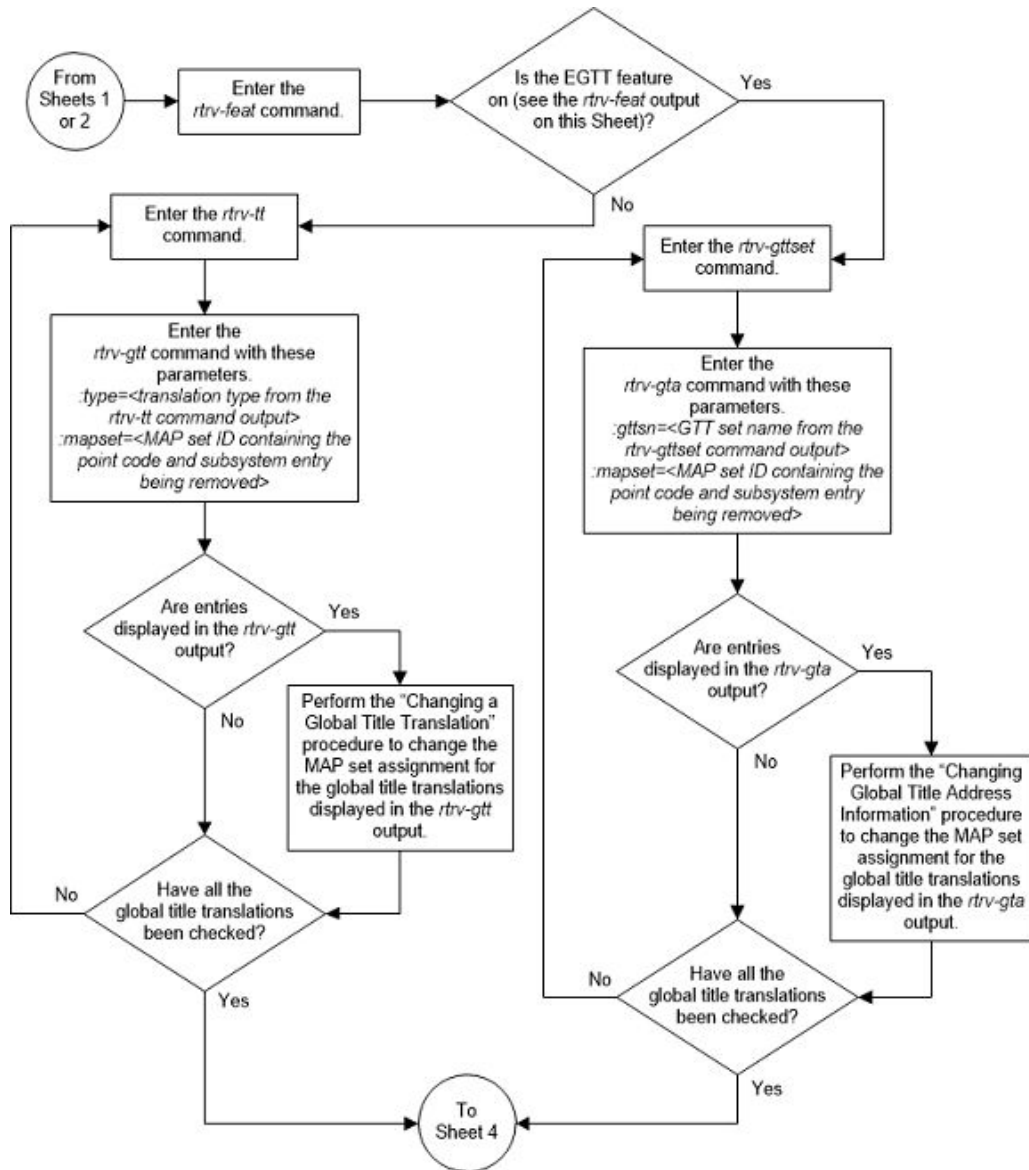 From
Sheets 1
or 2
Enter the
rtrv-feat command.
Is the EGTT feature
on (see the rtrv-feat output
on this Sheet)?
Yes
No
Enter the rtrv-tt
command.
Enter the
rtrv-gtt command with these
parameters.
:type=<translation type from the
rtrv-tt command output>
:mapset=<MAP set ID containing the
point code and subsystem entry
being removed>
Are entries
displayed in the rtrv-gtt
output?
Yes
No
Perform the “Changing a
Global Title Translation”
procedure to change the
MAP set assignment for
the global title translations
displayed in the rtrv-gtt
output.
Have all the
global title translations
been checked?
No
Yes
Enter the rtrv-gttset
command.
Enter the
rtrv-gta command with these
parameters.
:gttsn=<GTT set name from the
rtrv-gttset command output>
:mapset=<MAP set ID containing the
point code and subsystem entry
being removed>
Are entries
displayed in the rtrv-gta
output?
Yes
No
Perform the “Changing
Global Title Address
Information” procedure
to change the MAP set
assignment for the
global title translations
displayed in the rtrv-gta
output.
Have all the
global title translations
been checked?
No
Yes
To
Sheet 4